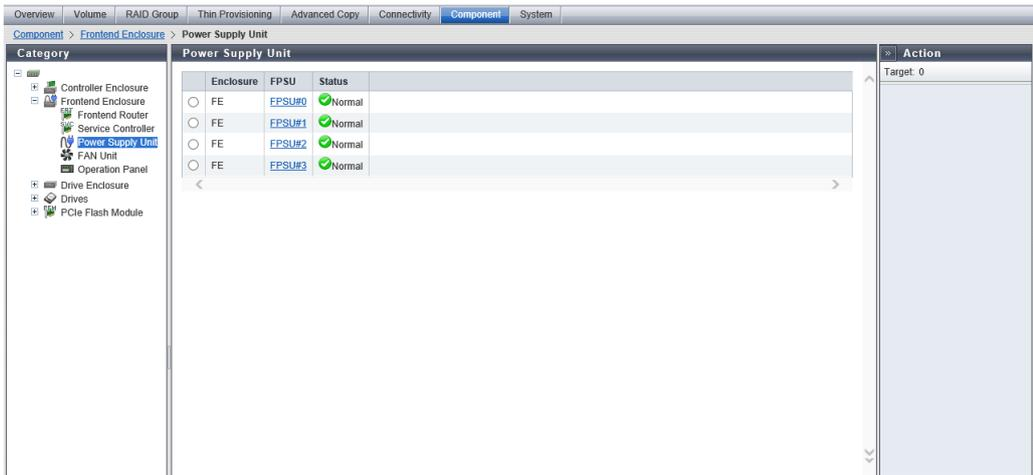 Overview Volume RAID Group Thin Provisioning Advanced Copy Connectivity Component System
Component > Frontend Enclosure > Power Supply Unit
Category
Controller Enclosure
Frontend Enclosure
Frontend Router
Service Controller
Power Supply Unit
FAN Unit
Operation Panel
Drive Enclosure
Drives
PCIe Flash Module
Power Supply Unit
Enclosure FPSU Status
FE FPSU#0 Normal
FE FPSU#1 Normal
FE FPSU#2 Normal
FE FPSU#3 Normal
» Action
Target: 0